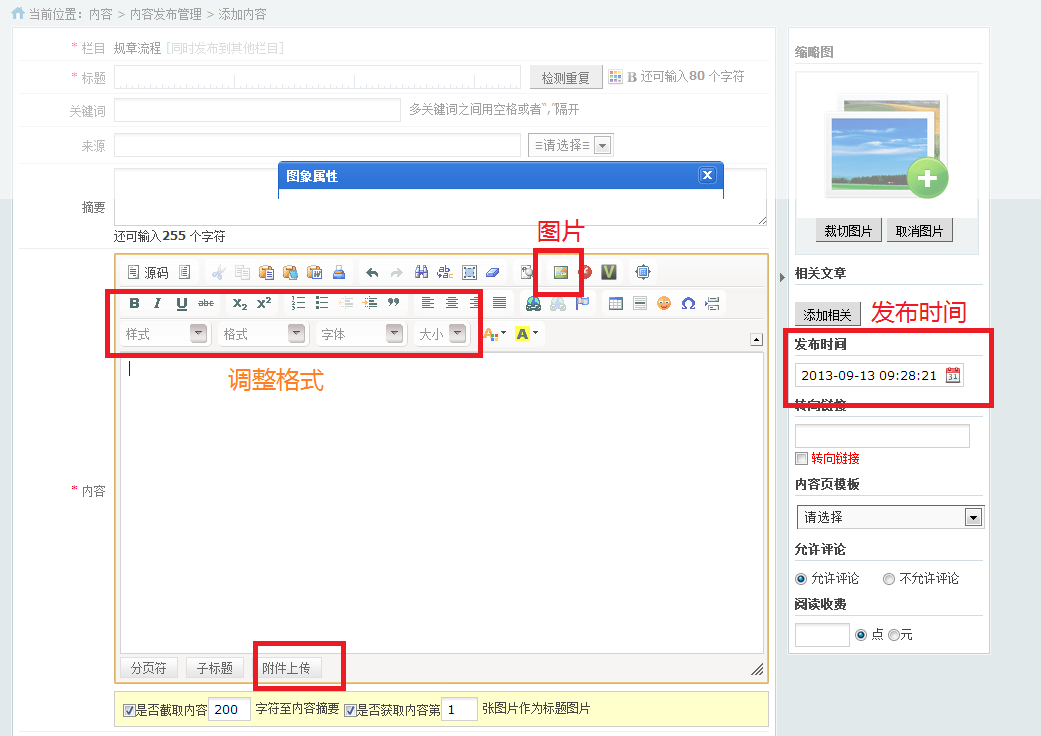 当前位置：内容 > 内容发布管理 > 添加内容
* 栏目 规章流程 [同时发布到其他栏目]
* 标题 检测重复 B 还可输入80 个字符
关键词 多关键词之间用空格或者“,”隔开
来源 ≡请选择≡
图象属性
摘要
还可输入255 个字符
图片
源码
B I U abc X₂ X²
样式 格式 字体 大小 A A
调整格式
* 内容
分页符 子标题 附件上传
是否截取内容 200 字符至内容摘要 是否获取内容第 1 张图片作为标题图片
缩略图
裁切图片 取消图片
相关文章
添加相关 发布时间
发布时间
2013-09-13 09:28:21
转向链接
转向链接
内容页模板
请选择
允许评论
允许评论 不允许评论
阅读收费
点 元